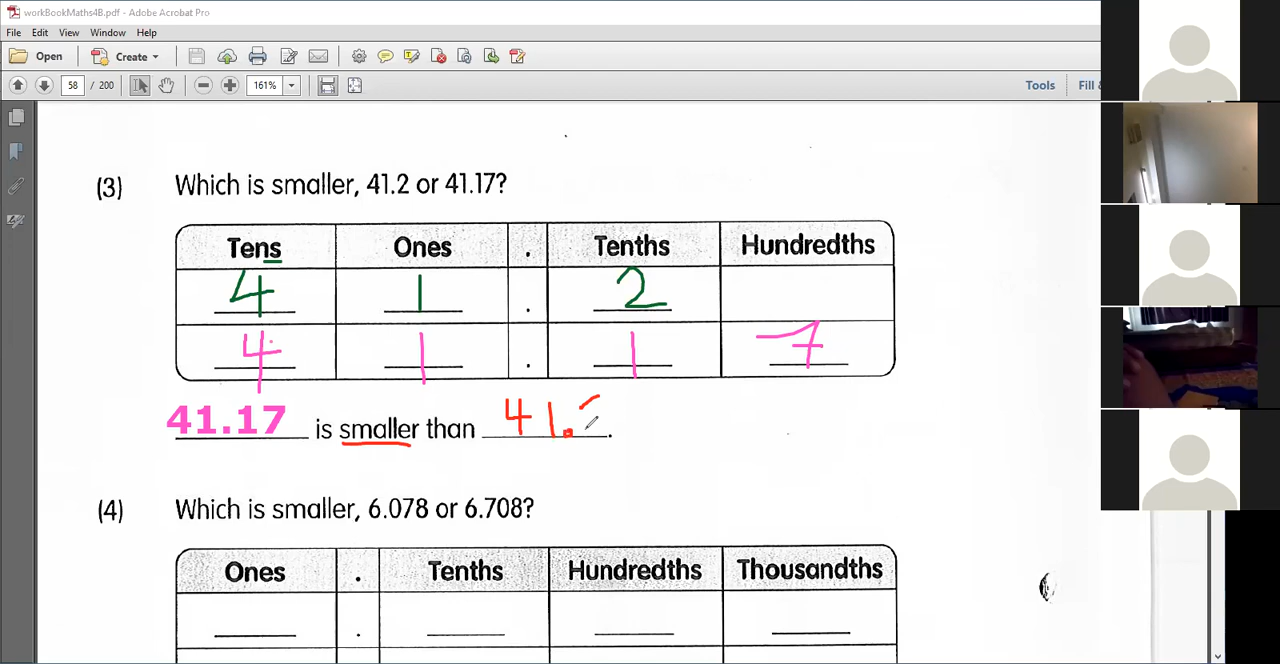 workBookMaths4B.pdf - Adobe Acrobat Pro
File Edit View Window Help
Open Create
58 / 200 161% Tools Fill &
(3) Which is smaller, 41.2 or 41.17?
Tens Ones . Tenths Hundredths
4 1 . 2
4 1 . 1 7
41.17 is smaller than 41. .
(4) Which is smaller, 6.078 or 6.708?
Ones . Tenths Hundredths Thousandths
.